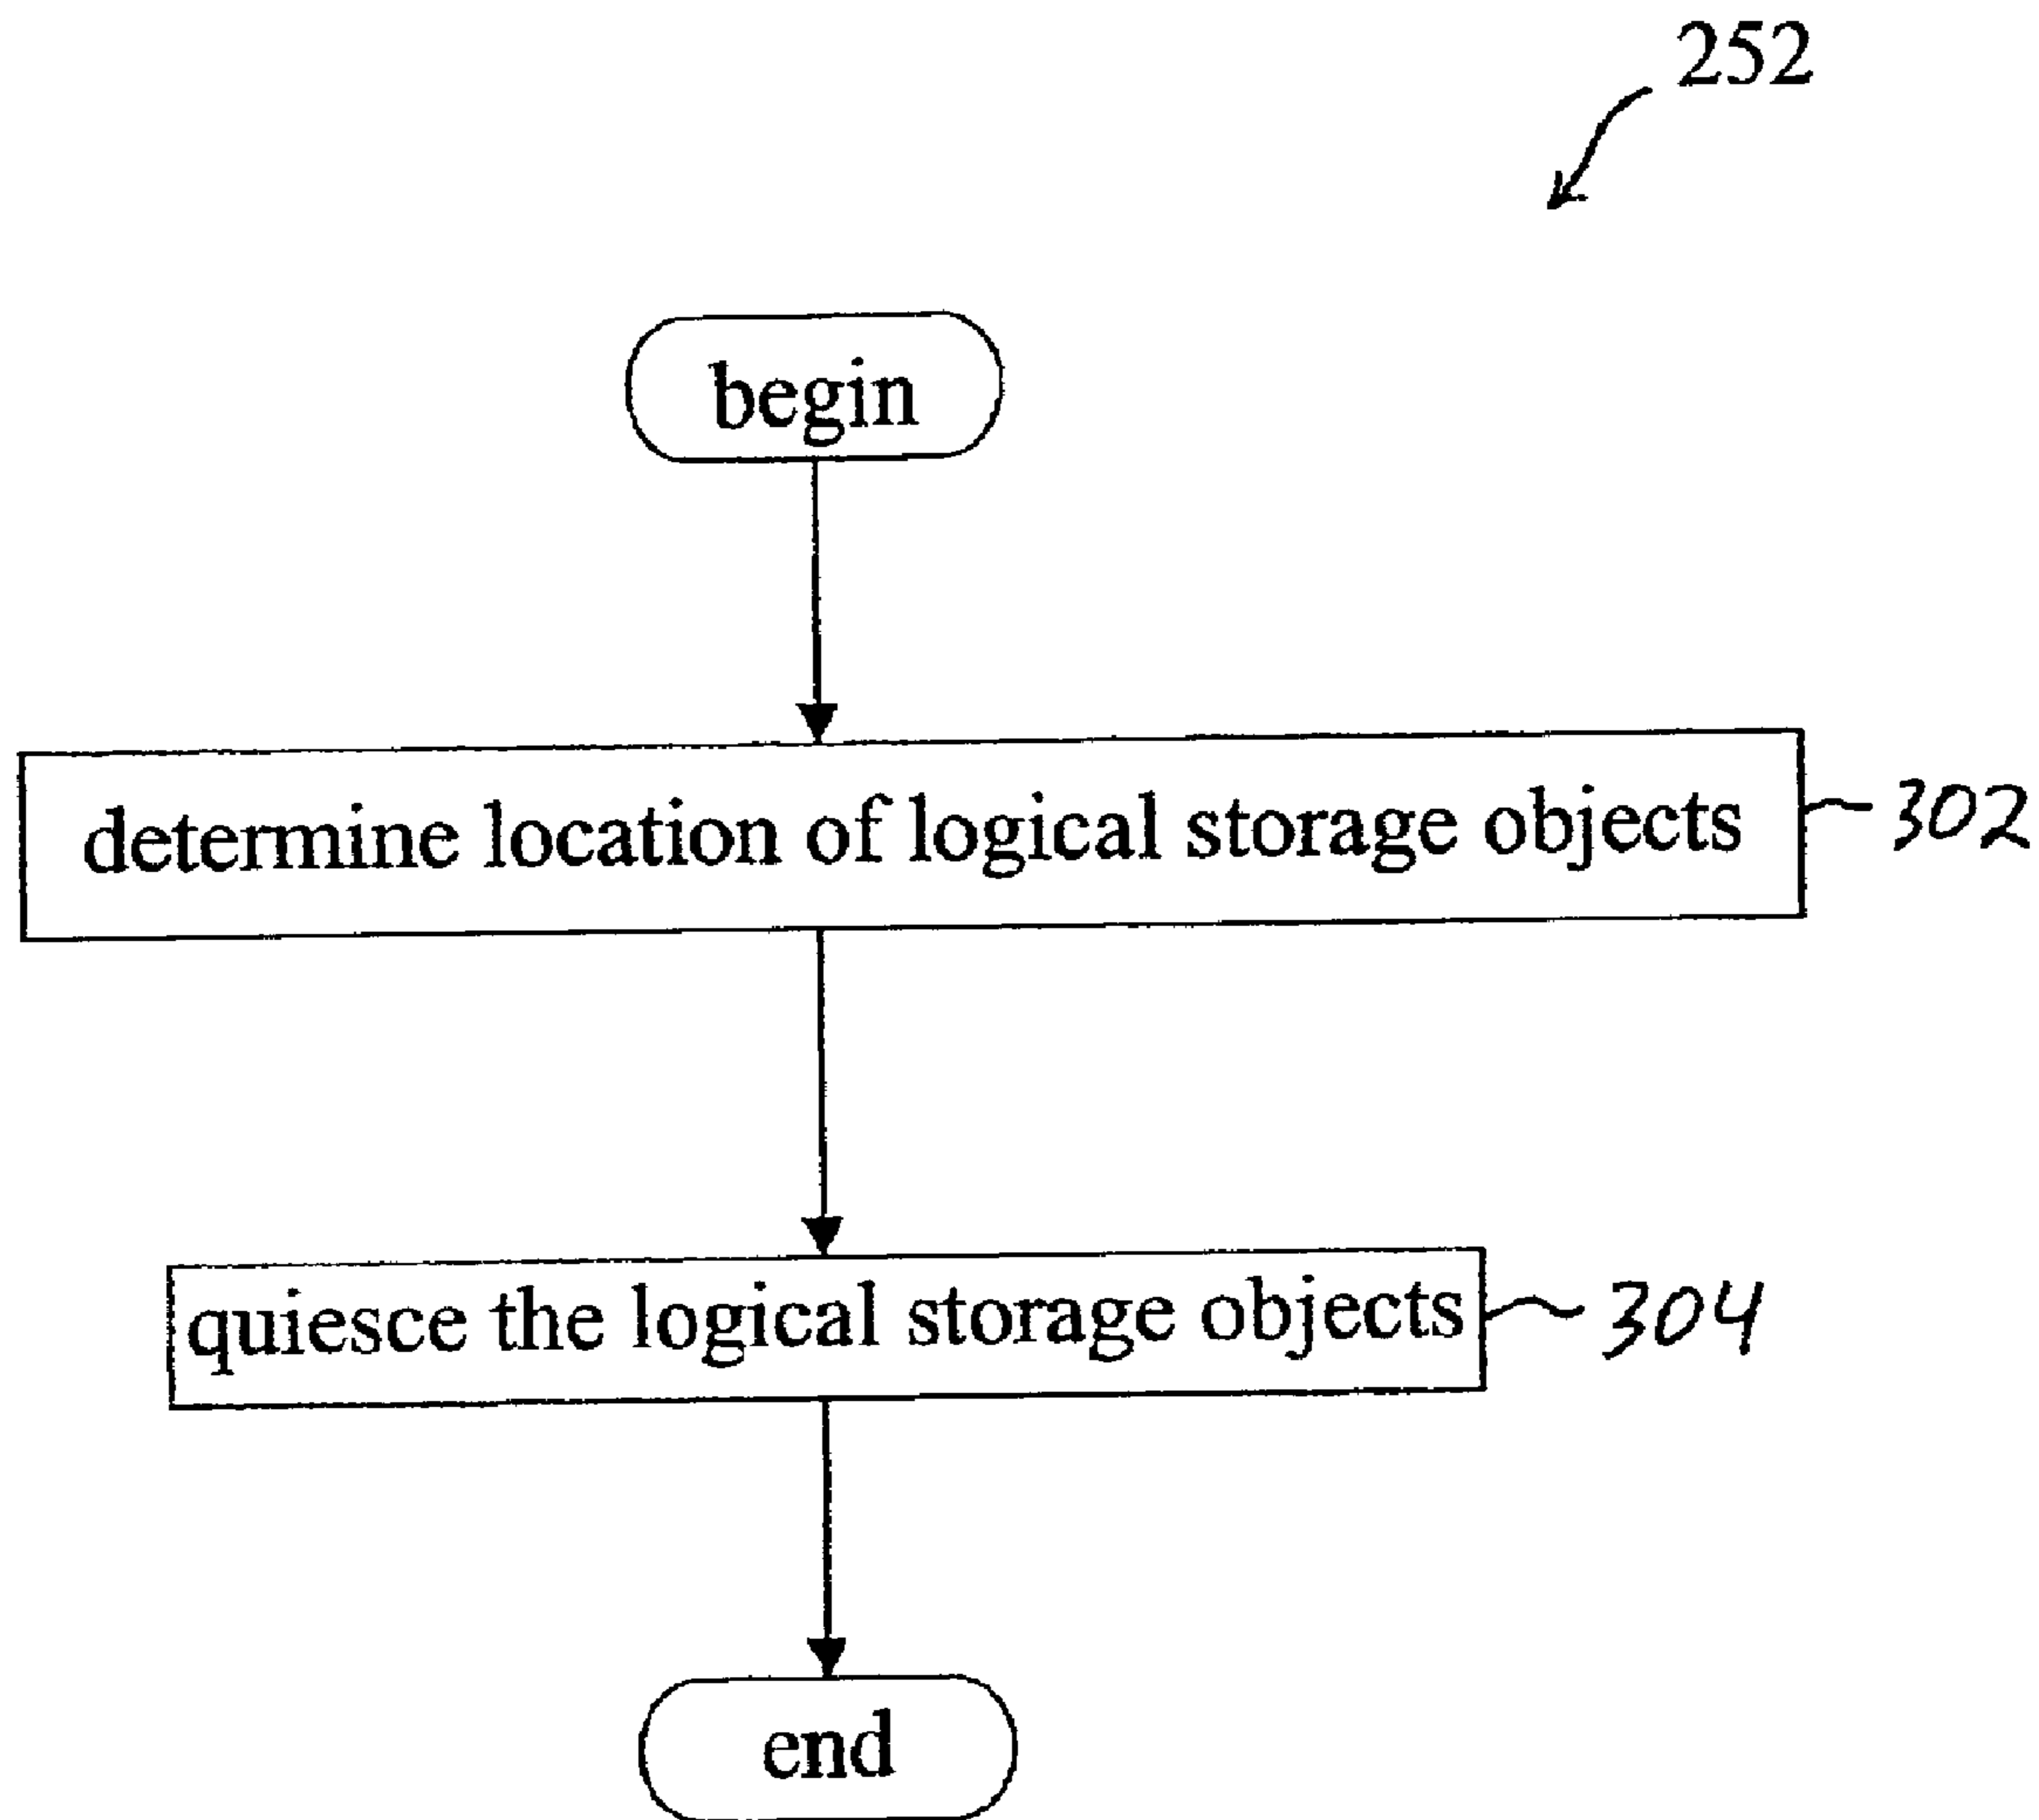 252
begin
determine location of logical storage objects 302
quiesce the logical storage objects 304
end